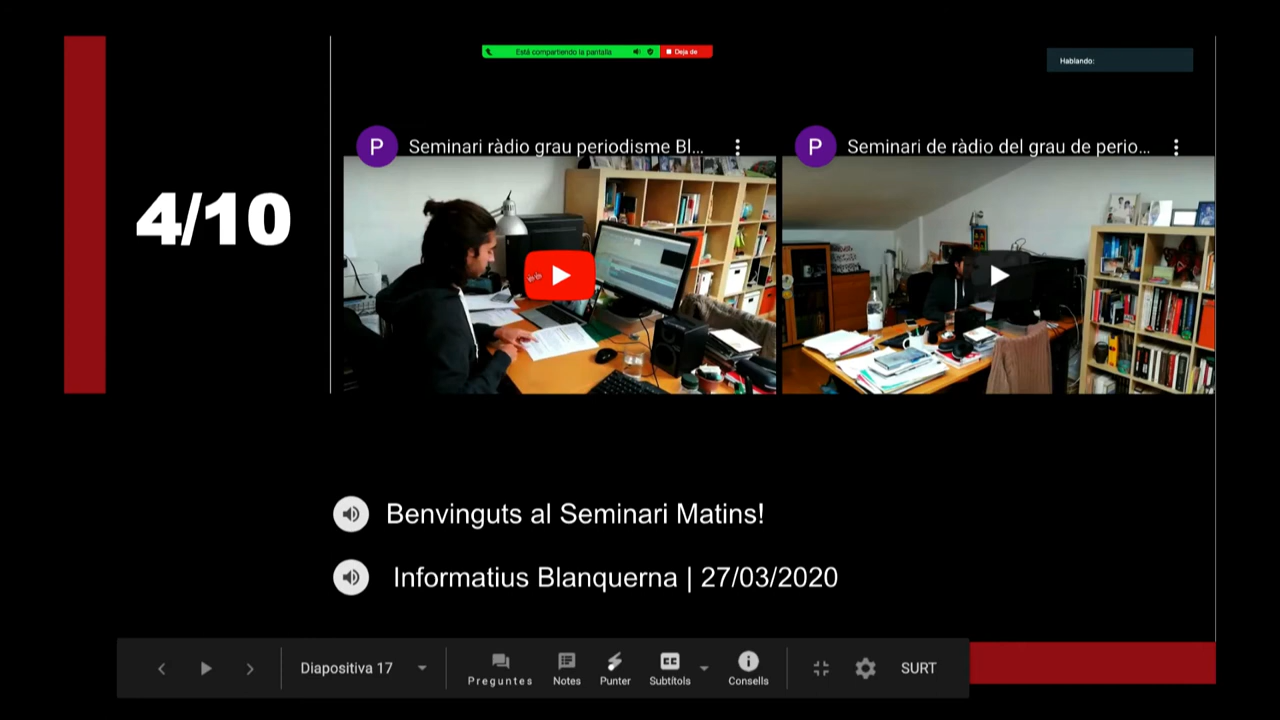 Está compartiendo la pantalla
Deja de
Hablando:
P
Seminari ràdio grau periodisme Bl...
P
Seminari de ràdio del grau de perio...
4/10
Benvinguts al Seminari Matins!
Informatius Blanquerna | 27/03/2020
Diapositiva 17
Preguntes
Notes
Punter
CC
Subtítols
Consells
SURT